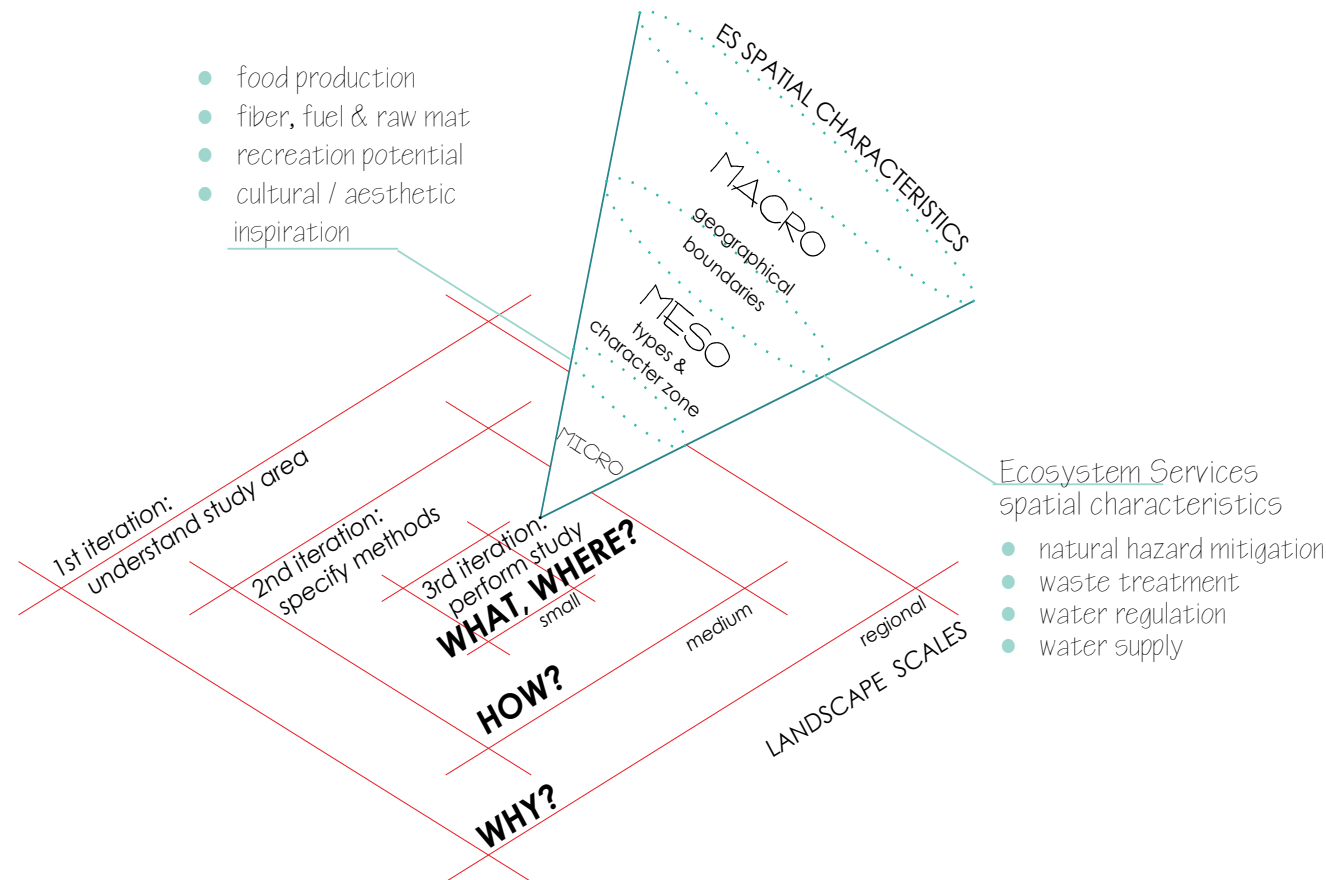 food production
fiber, fuel & raw mat
recreation potential
cultural / aesthetic
inspiration
ES SPATIAL CHARACTERISTICS
MACRO
geographical
boundaries
MESO
types &
character zone
MICRO
Ecosystem Services
spatial characteristics
natural hazard mitigation
waste treatment
water regulation
water supply
1st iteration:
understand study area
2nd iteration:
specify methods
3rd iteration:
perform study
WHAT, WHERE?
small
medium
regional
LANDSCAPE SCALES
HOW?
WHY?